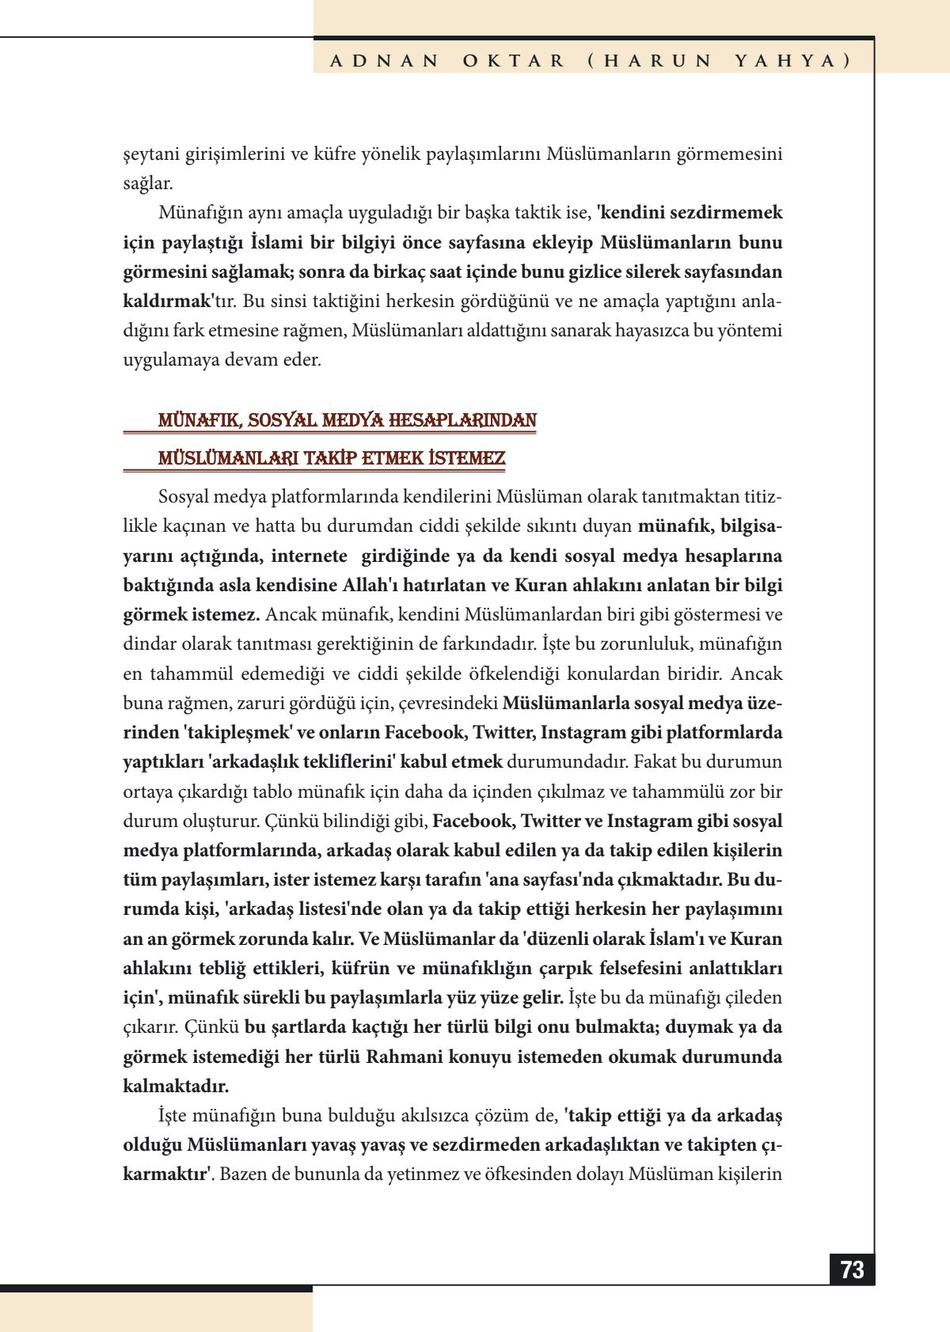 ADNAN OKTAR (HARUN YAHYA)
şeytani girişimlerini ve küfre yönelik paylaşımlarını Müslümanların görmemesini
sağlar.
Münafığın aynı amaçla uyguladığı bir başka taktik ise, 'kendini sezdirmemek
için paylaştığı İslami bir bilgiyi önce sayfasına ekleyip Müslümanların bunu
görmesini sağlamak; sonra da birkaç saat içinde bunu gizlice silerek sayfasından
kaldırmak'tır. Bu sinsi taktiğini herkesin gördüğünü ve ne amaçla yaptığını anla-
dığını fark etmesine rağmen, Müslümanları aldattığını sanarak hayasızca bu yöntemi
uygulamaya devam eder.
MÜNAFIK, SOSYAL MEDYA HESAPLARINDAN
MÜSLÜMANLARI TAKİP ETMEK İSTEMEZ
Sosyal medya platformlarında kendilerini Müslüman olarak tanıtmaktan titiz-
likle kaçınan ve hatta bu durumdan ciddi şekilde sıkıntı duyan münafık, bilgisa-
yarını açtığında, internete girdiğinde ya da kendi sosyal medya hesaplarına
baktığında asla kendisine Allah'ı hatırlatan ve Kuran ahlakını anlatan bir bilgi
görmek istemez. Ancak münafık, kendini Müslümanlardan biri gibi göstermesi ve
dindar olarak tanıtması gerektiğinin de farkındadır. İşte bu zorunluluk, münafığın
en tahammül edemediği ve ciddi şekilde öfkelendiği konulardan biridir. Ancak
buna rağmen, zaruri gördüğü için, çevresindeki Müslümanlarla sosyal medya üze-
rinden 'takipleşmek' ve onların Facebook, Twitter, Instagram gibi platformlarda
yaptıkları 'arkadaşlık tekliflerini' kabul etmek durumundadır. Fakat bu durumun
ortaya çıkardığı tablo münafık için daha da içinden çıkılmaz ve tahammülü zor bir
durum oluşturur. Çünkü bilindiği gibi, Facebook, Twitter ve Instagram gibi sosyal
medya platformlarında, arkadaş olarak kabul edilen ya da takip edilen kişilerin
tüm paylaşımları, ister istemez karşı tarafın 'ana sayfası'nda çıkmaktadır. Bu du-
rumda kişi, 'arkadaş listesi'nde olan ya da takip ettiği herkesin her paylaşımını
an an görmek zorunda kalır. Ve Müslümanlar da 'düzenli olarak İslam'ı ve Kuran
ahlakını tebliğ ettikleri, küfrün ve münafıklığın çarpık felsefesini anlattıkları
için', münafık sürekli bu paylaşımlarla yüz yüze gelir. İşte bu da münafığı çileden
çıkarır. Çünkü bu şartlarda kaçtığı her türlü bilgi onu bulmakta; duymak ya da
görmek istemediği her türlü Rahmani konuyu istemeden okumak durumunda
kalmaktadır.
İşte münafığın buna bulduğu akılsızca çözüm de, 'takip ettiği ya da arkadaş
olduğu Müslümanları yavaş yavaş ve sezdirmeden arkadaşlıktan ve takipten çı-
karmaktır'. Bazen de bununla da yetinmez ve öfkesinden dolayı Müslüman kişilerin
73